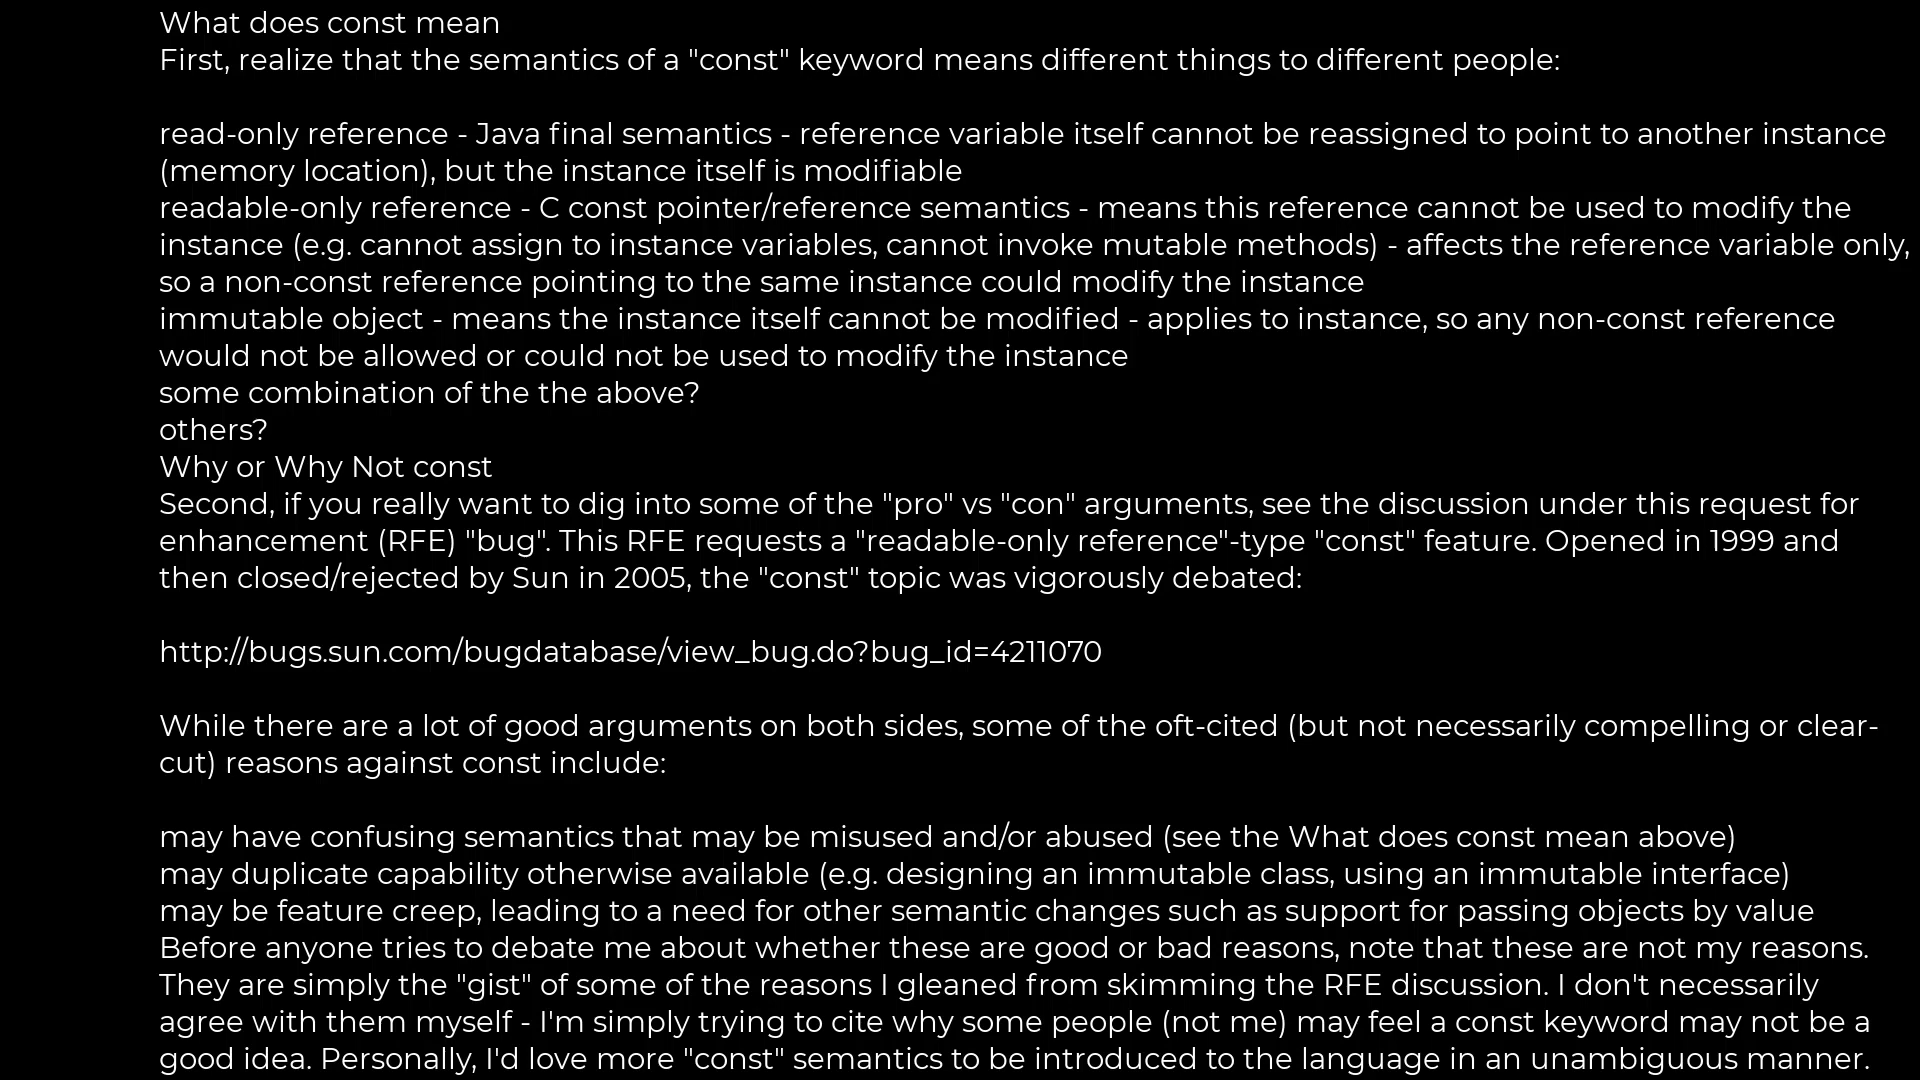 What does const mean
First, realize that the semantics of a "const" keyword means different things to different people:
read-only reference - Java final semantics - reference variable itself cannot be reassigned to point to another instance
(memory location), but the instance itself is modifiable
readable-only reference - C const pointer/reference semantics - means this reference cannot be used to modify the
instance (e.g. cannot assign to instance variables, cannot invoke mutable methods) - affects the reference variable only,
so a non-const reference pointing to the same instance could modify the instance
immutable object - means the instance itself cannot be modified - applies to instance, so any non-const reference
would not be allowed or could not be used to modify the instance
some combination of the the above?
others?
Why or Why Not const
Second, if you really want to dig into some of the "pro" vs "con" arguments, see the discussion under this request for
enhancement (RFE) "bug". This RFE requests a "readable-only reference"-type "const" feature. Opened in 1999 and
then closed/rejected by Sun in 2005, the "const" topic was vigorously debated:
http://bugs.sun.com/bugdatabase/view_bug.do?bug_id=4211070
While there are a lot of good arguments on both sides, some of the oft-cited (but not necessarily compelling or clear-
cut) reasons against const include:
may have confusing semantics that may be misused and/or abused (see the What does const mean above)
may duplicate capability otherwise available (e.g. designing an immutable class, using an immutable interface)
may be feature creep, leading to a need for other semantic changes such as support for passing objects by value
Before anyone tries to debate me about whether these are good or bad reasons, note that these are not my reasons.
They are simply the "gist" of some of the reasons I gleaned from skimming the RFE discussion. I don't necessarily
agree with them myself - I'm simply trying to cite why some people (not me) may feel a const keyword may not be a
good idea. Personally, I'd love more "const" semantics to be introduced to the language in an unambiguous manner.